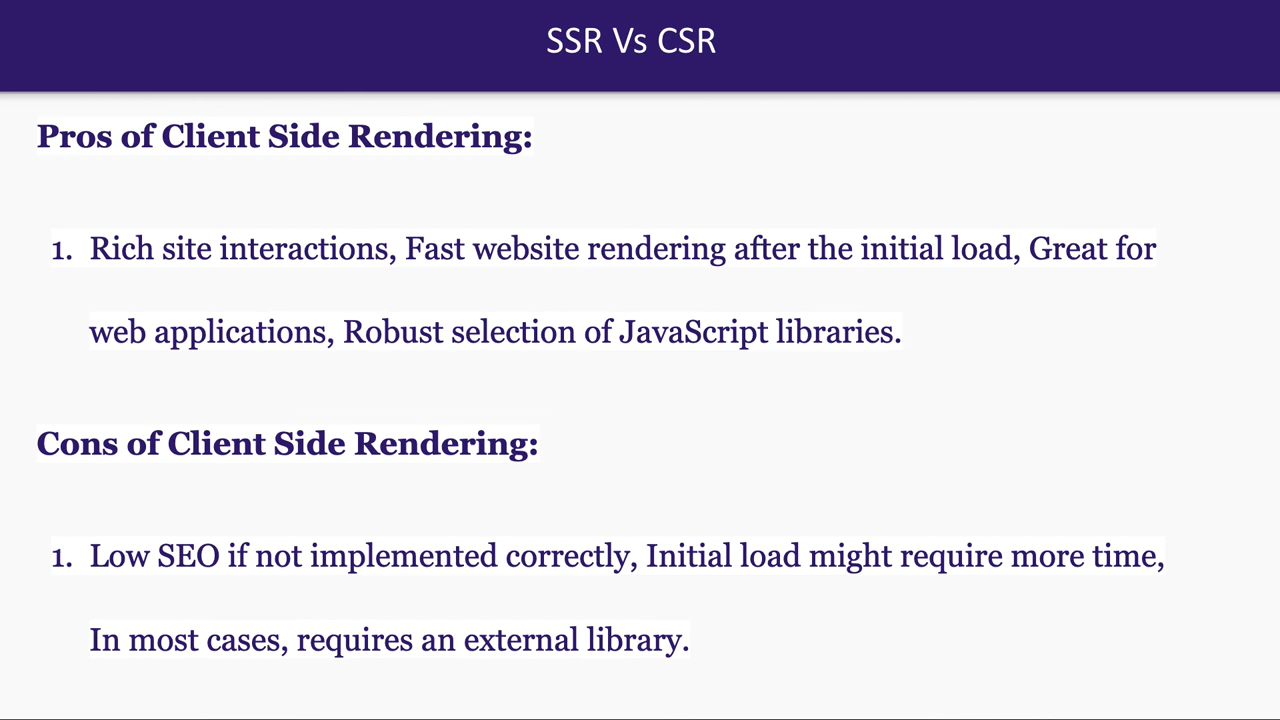 SSR Vs CSR
Pros of Client Side Rendering:
1. Rich site interactions, Fast website rendering after the initial load, Great for
web applications, Robust selection of JavaScript libraries.
Cons of Client Side Rendering:
1. Low SEO if not implemented correctly, Initial load might require more time,
In most cases, requires an external library.